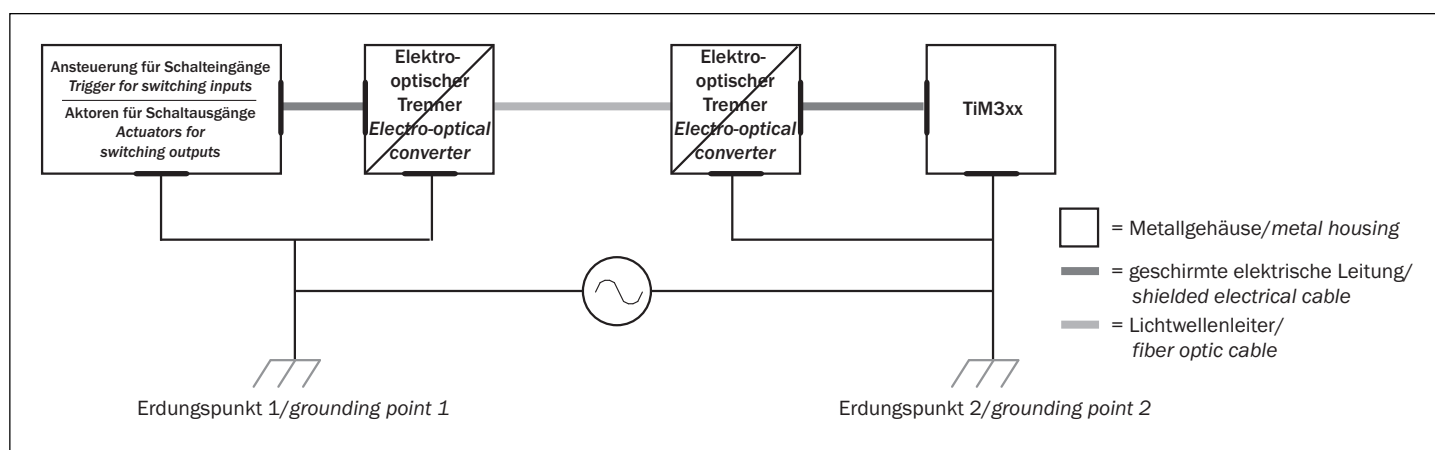 Ansteuerung für Schalteingänge
Trigger for switching inputs
Aktoren für Schaltausgänge
Actuators for
switching outputs
Elektro-
optischer
Trenner
Electro-optical
converter
Elektro-
optischer
Trenner
Electro-optical
converter
TiM3xx
= Metallgehäuse/metal housing
= geschirmte elektrische Leitung/
shielded electrical cable
= Lichtwellenleiter/
fiber optic cable
Erdungspunkt 1/grounding point 1
Erdungspunkt 2/grounding point 2